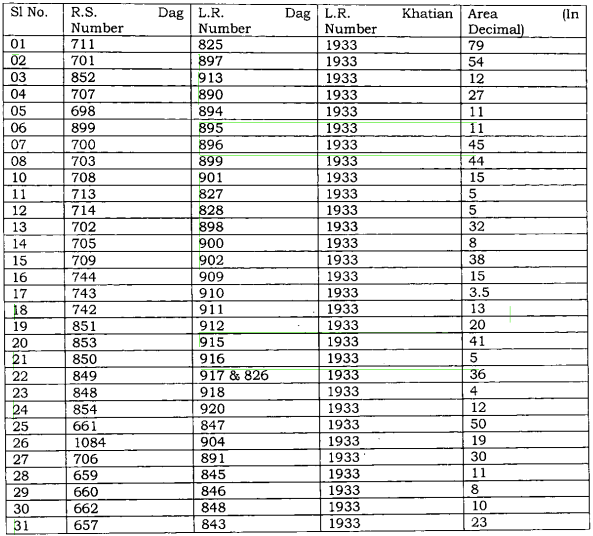 Sl No. R.S. Dag L.R. Dag L.R. Khatian Area (In
Number Number Number Decimal)
01 711 825 1933 79
02 701 897 1933 54
03 852 913 1933 12
04 707 890 1933 27
05 698 894 1933 11
06 899 895 1933 11
07 700 896 1933 45
08 703 899 1933 44
10 708 901 1933 15
11 713 827 1933 5
12 714 828 1933 5
13 702 898 1933 32
14 705 900 1933 8
15 709 902 1933 38
16 744 909 1933 15
17 743 910 1933 3.5
18 742 911 1933 13
19 851 912 1933 20
20 853 915 1933 41
21 850 916 1933 5
22 849 917 & 826 1933 36
23 848 918 1933 4
24 854 920 1933 12
25 661 847 1933 50
26 1084 904 1933 19
27 706 891 1933 30
28 659 845 1933 11
29 660 846 1933 8
30 662 848 1933 10
31 657 843 1933 23